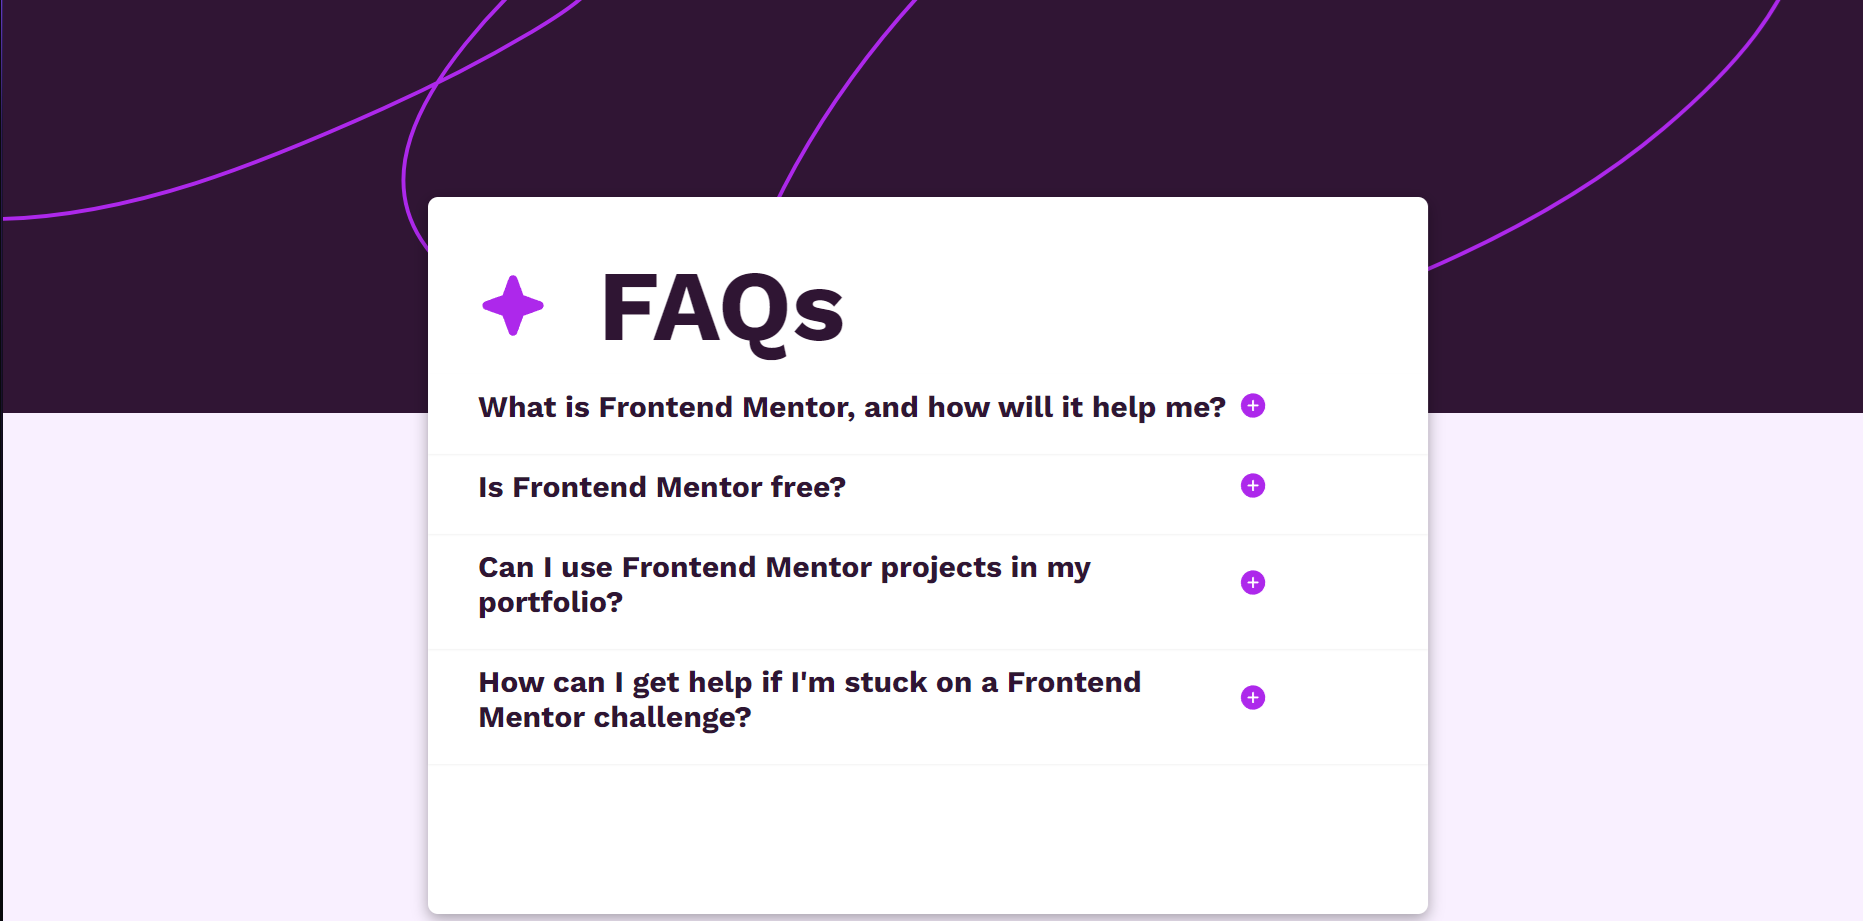 FAQs
What is Frontend Mentor, and how will it help me?
Is Frontend Mentor free?
Can I use Frontend Mentor projects in my
portfolio?
How can I get help if I'm stuck on a Frontend
Mentor challenge?